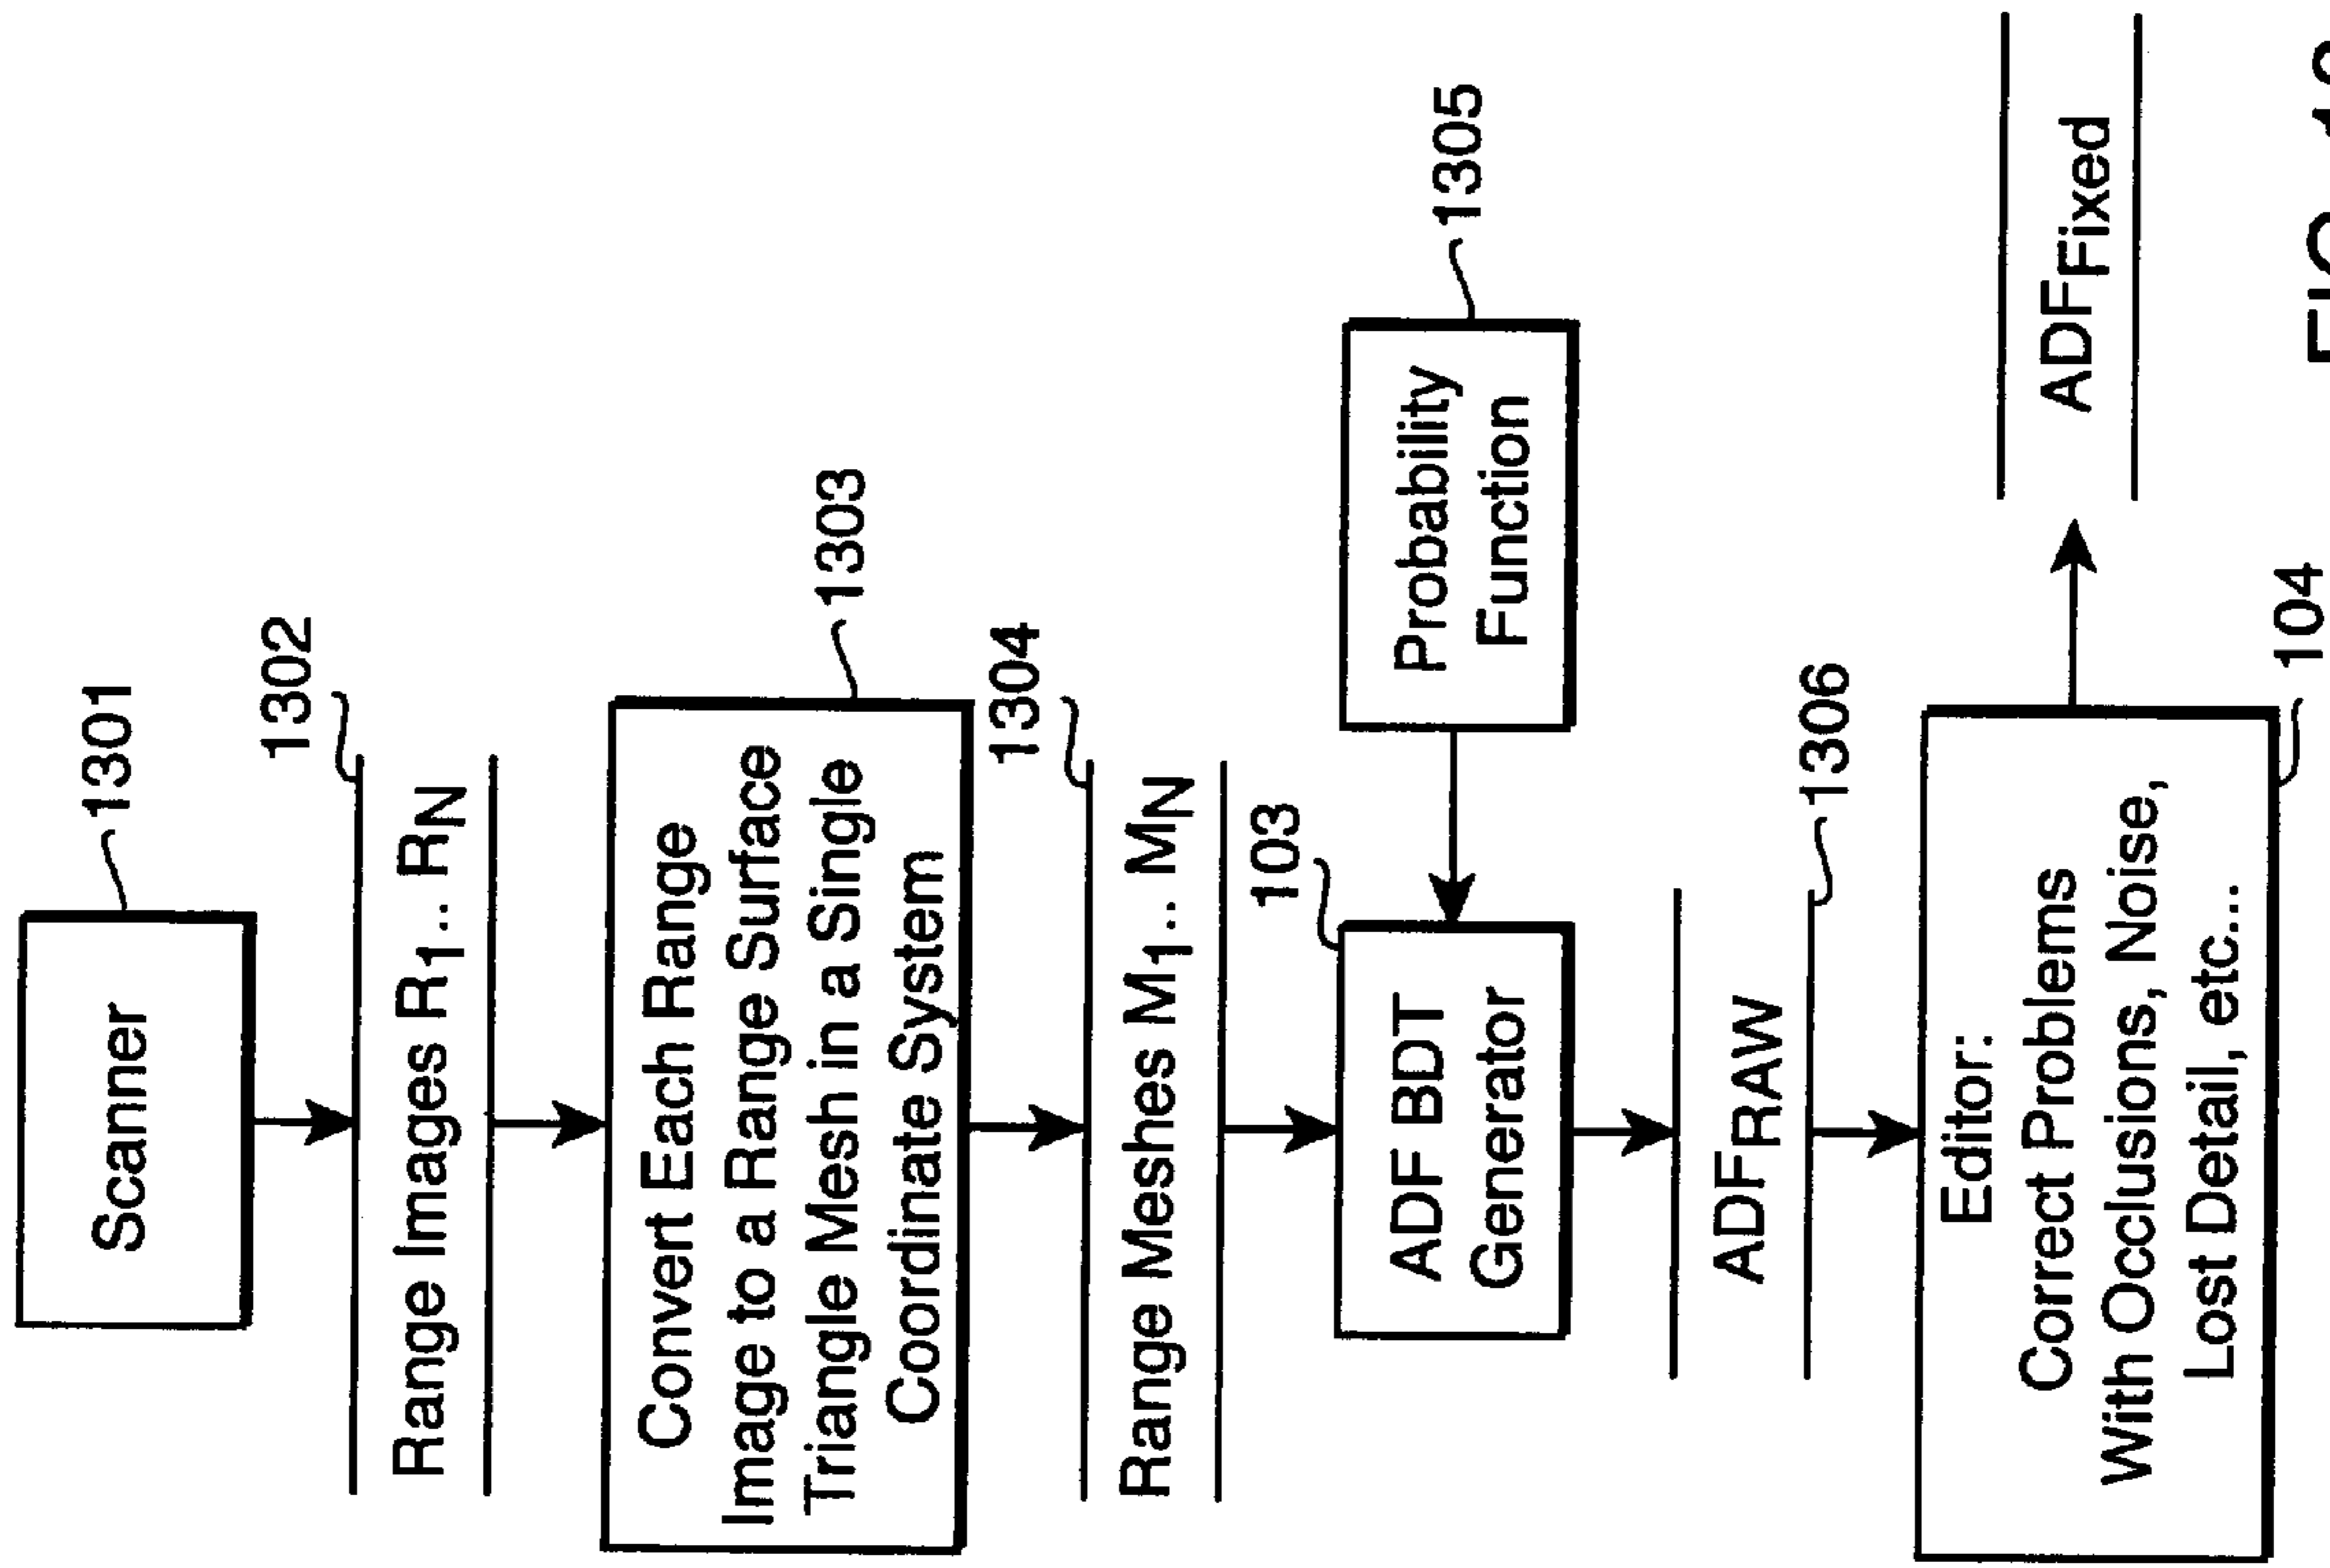 Scanner
1301
Range Images R1... RN
1302
Convert Each Range
Image to a Range Surface
Triangle Mesh in a Single
Coordinate System
1303
Range Meshes M1... MN
1304
ADF BDT
Generator
103
Probability
Function
1305
ADFRAW
1306
Editor:
Correct Problems
With Occlusions, Noise,
Lost Detail, etc...
104
ADFFixed